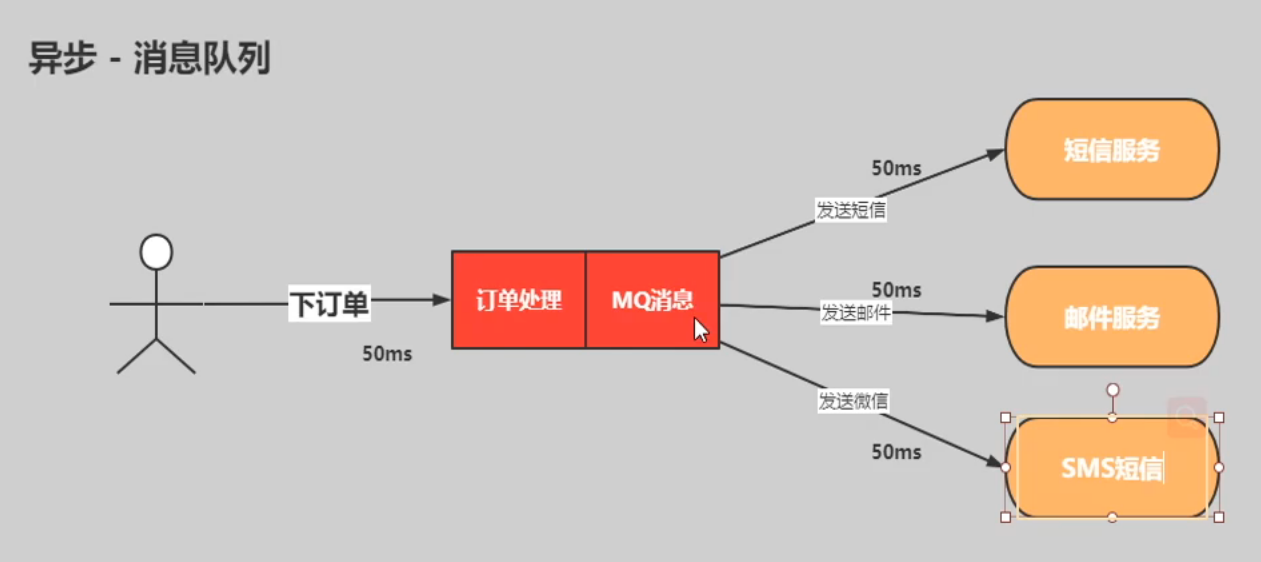 异步 - 消息队列
50ms
短信服务
发送短信
下订单
50ms
订单处理
MQ消息
50ms
发送邮件
邮件服务
发送微信
50ms
SMS短信